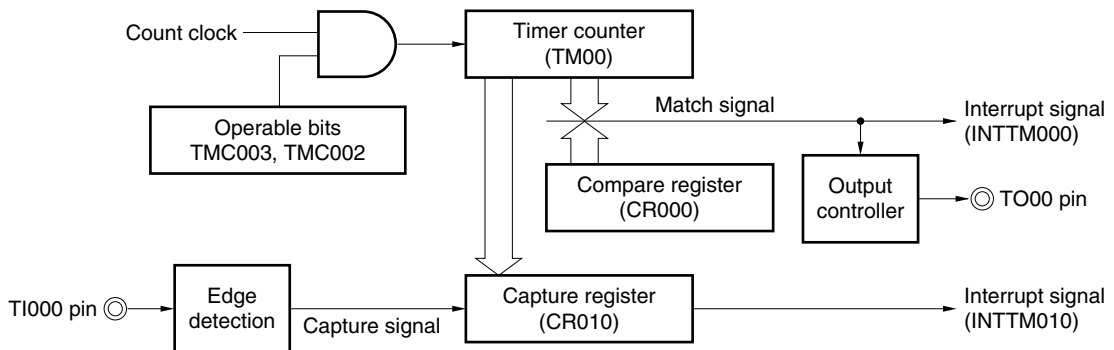 Count clock
Timer counter
(TM00)
Operable bits
TMC003, TMC002
Match signal
Interrupt signal
(INTTM000)
Compare register
(CR000)
Output
controller
TO00 pin
TI000 pin
Edge
detection
Capture signal
Capture register
(CR010)
Interrupt signal
(INTTM010)